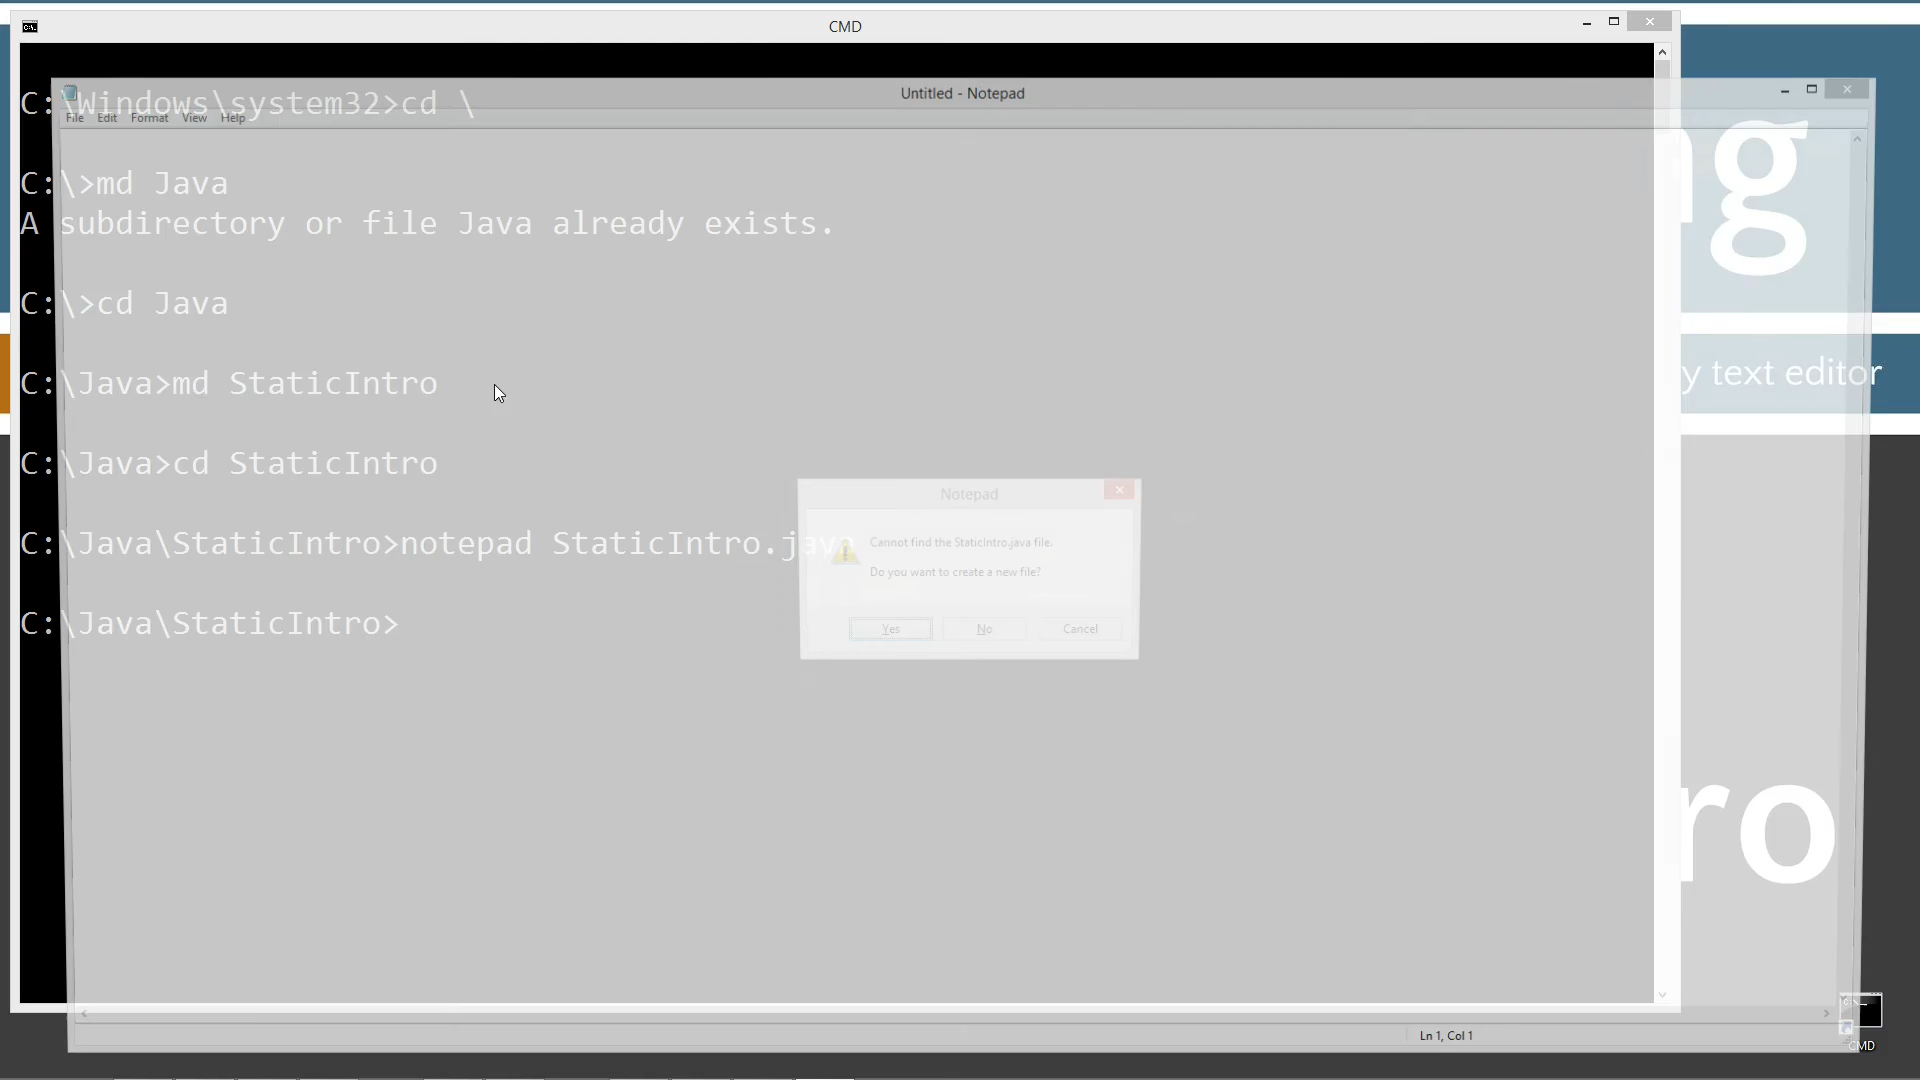 CMD
C:\Windows\system32>cd \
Untitled - Notepad
File Edit Format View Help
C:\>md Java
A subdirectory or file Java already exists.
C:\>cd Java
C:\Java>md StaticIntro
C:\Java>cd StaticIntro
C:\Java\StaticIntro>notepad StaticIntro.java
C:\Java\StaticIntro>
Notepad
Cannot find the StaticIntro.java file.
Do you want to create a new file?
Yes No Cancel
ng
y text editor
ro
Ln 1, Col 1
CMD